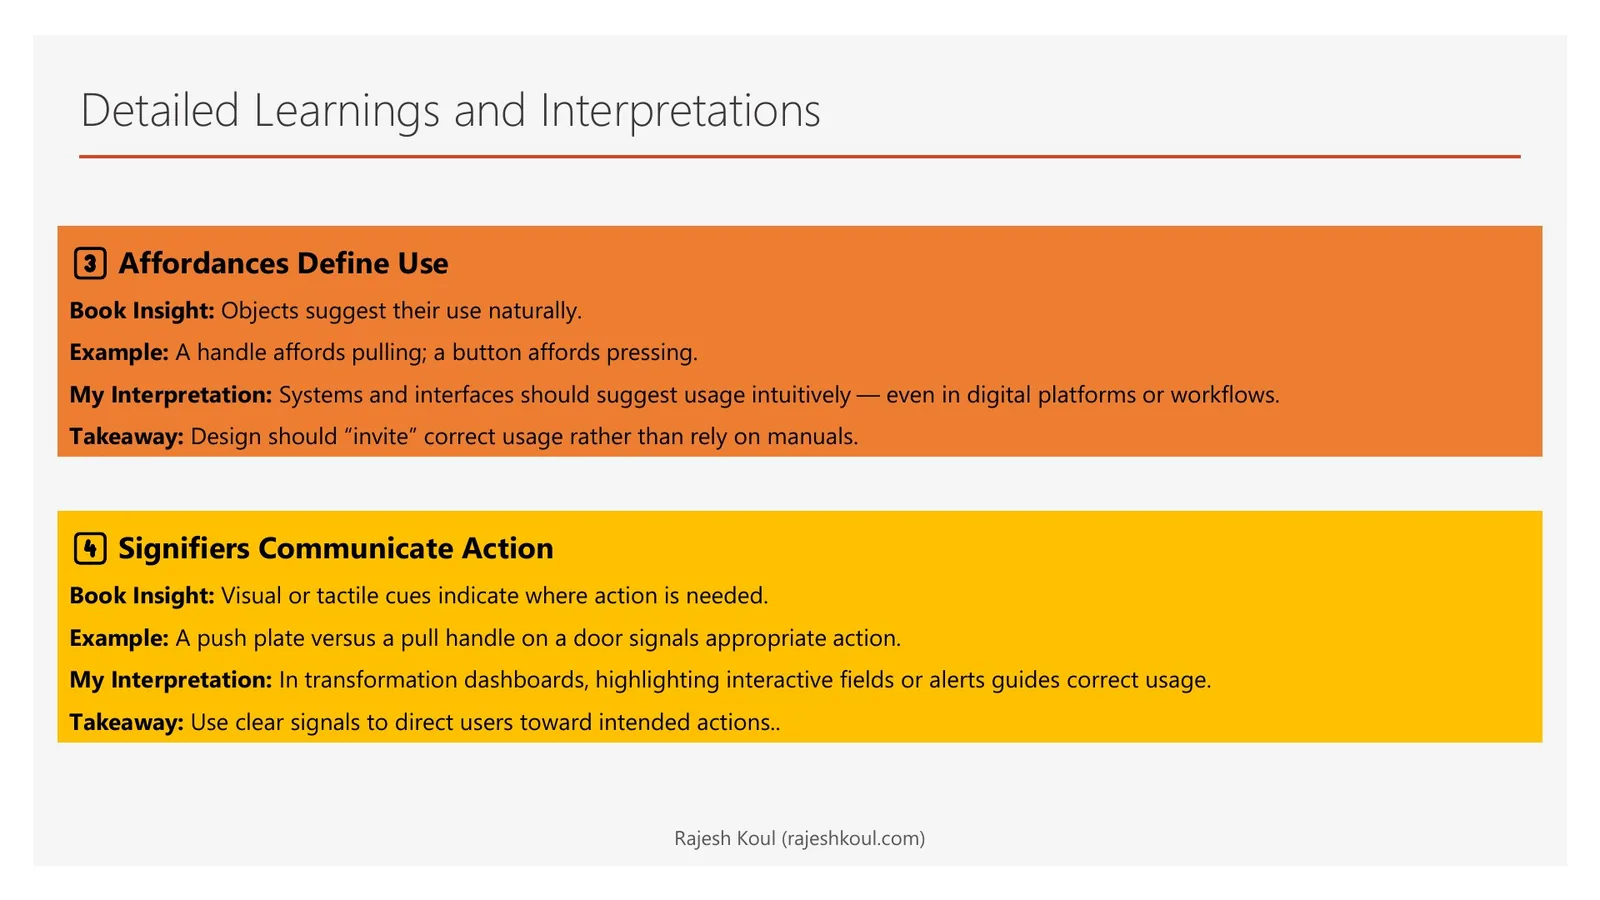 Detailed Learnings and Interpretations
3 Affordances Define Use
Book Insight: Objects suggest their use naturally.
Example: A handle affords pulling; a button affords pressing.
My Interpretation: Systems and interfaces should suggest usage intuitively — even in digital platforms or workflows.
Takeaway: Design should “invite” correct usage rather than rely on manuals.
4 Signifiers Communicate Action
Book Insight: Visual or tactile cues indicate where action is needed.
Example: A push plate versus a pull handle on a door signals appropriate action.
My Interpretation: In transformation dashboards, highlighting interactive fields or alerts guides correct usage.
Takeaway: Use clear signals to direct users toward intended actions..
Rajesh Koul (rajeshkoul.com)